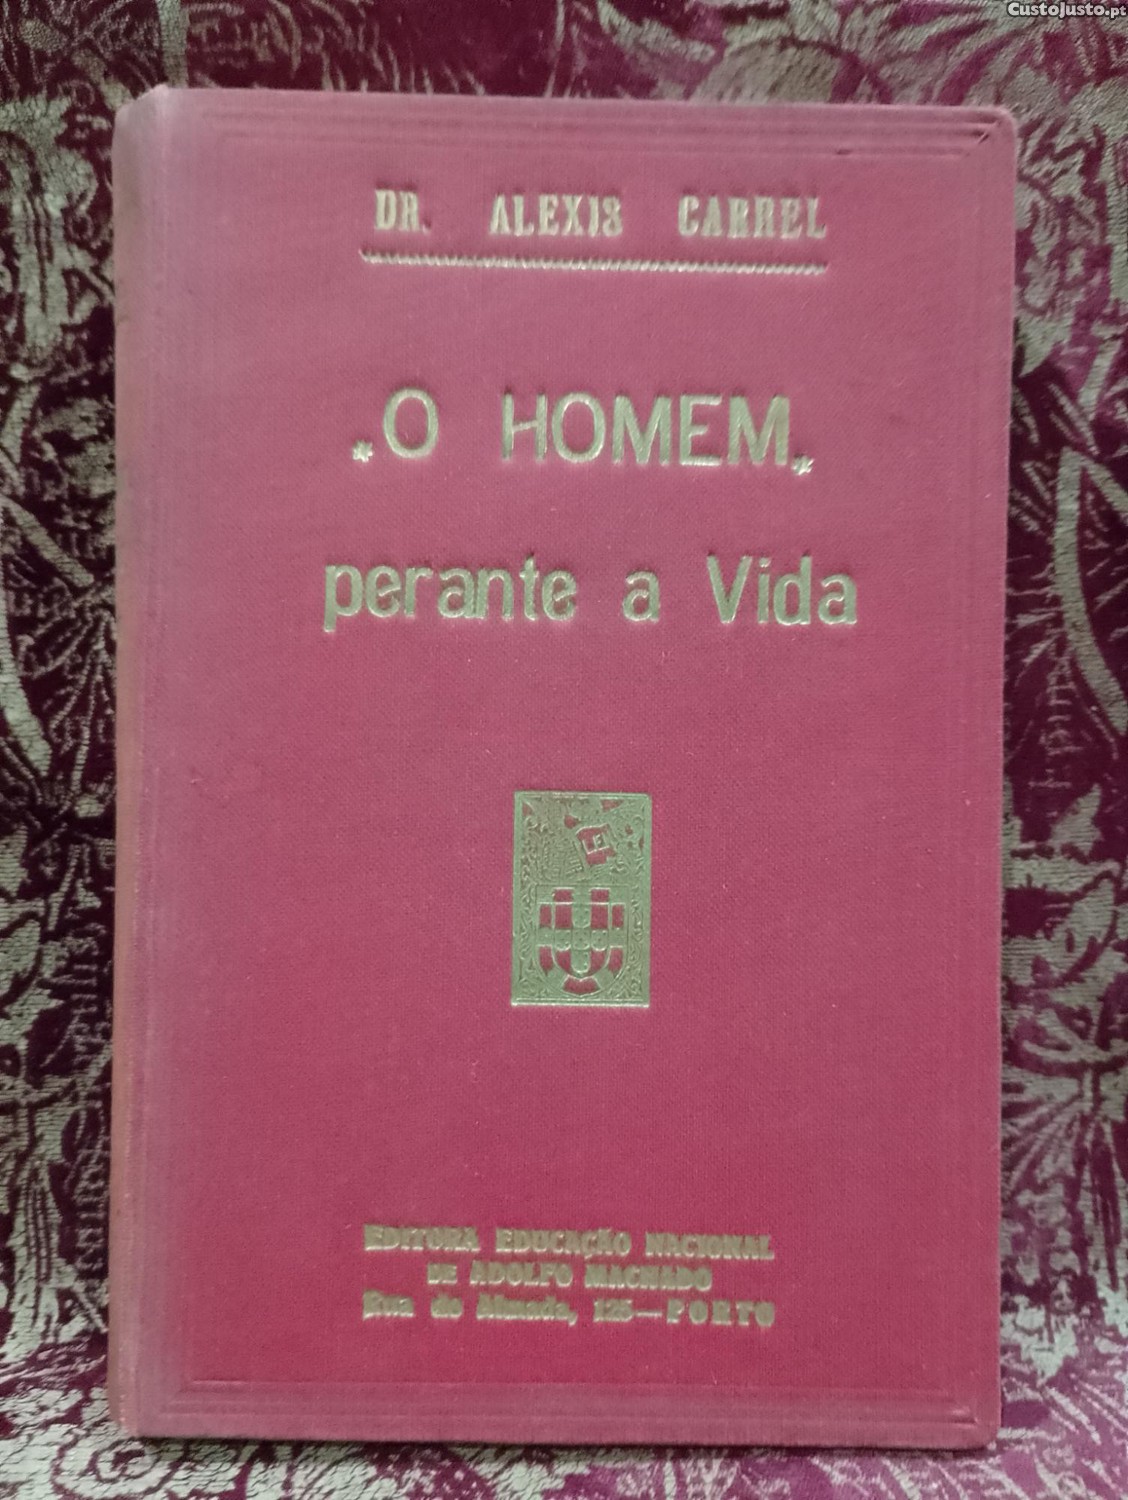 CustoJusto.pt
DR. ALEXIS CARREL
O HOMEM
perante a Vida
EDITORA EDUCAÇÃO NACIONAL
DE ADOLFO MACHADO
Rua do Almada, 125—PORTO